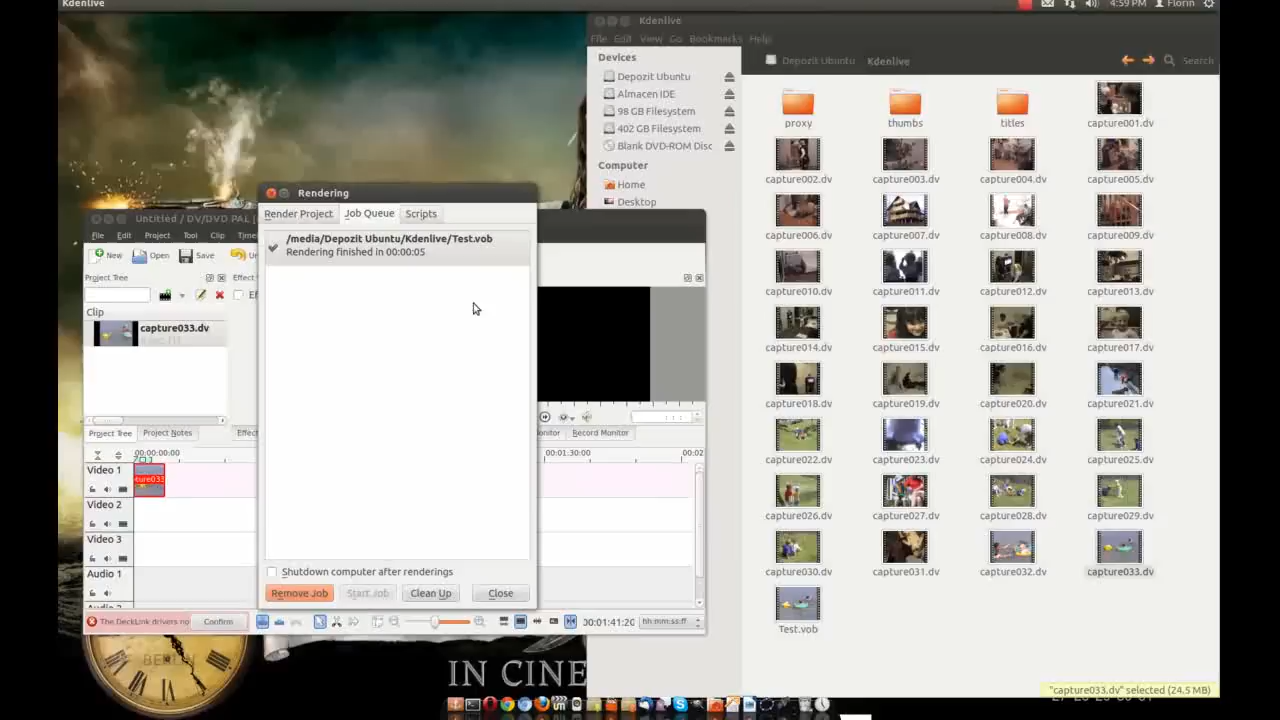 Kdenlive
4:59 PM
Florin
Kdenlive
File Edit View Go Bookmarks Help
Devices
Depozit Ubuntu
Almacen IDE
98 GB Filesystem
402 GB Filesystem
Blank DVD-ROM Disc
Computer
Home
Desktop
Depozit Ubuntu Kdenlive
Search
proxy thumbs titles capture001.dv
capture002.dv capture003.dv capture004.dv capture005.dv
capture006.dv capture007.dv capture008.dv capture009.dv
capture010.dv capture011.dv capture012.dv capture013.dv
capture014.dv capture015.dv capture016.dv capture017.dv
capture018.dv capture019.dv capture020.dv capture021.dv
capture022.dv capture023.dv capture024.dv capture025.dv
capture026.dv capture027.dv capture028.dv capture029.dv
capture030.dv capture031.dv capture032.dv capture033.dv
Test.vob
"capture033.dv" selected (24.5 MB)
Rendering
Render Project Job Queue Scripts
/media/Depozit Ubuntu/Kdenlive/Test.vob
Rendering finished in 00:00:05
Shutdown computer after renderings
Remove Job Start Job Clean Up Close
Untitled / DV/DVD PAL
File Edit Project Tool Clip
New Open Save
Project Tree
Clip
capture033.dv
Project Tree Project Notes
Record Monitor
00:00:00:00
00:01:30:00
00:02
Video 1
Video 2
Video 3
Audio 1
The DeckLink drivers no
Confirm
00:01:41:20 hh:mm:ss:ff
BERLIN
IN CINE